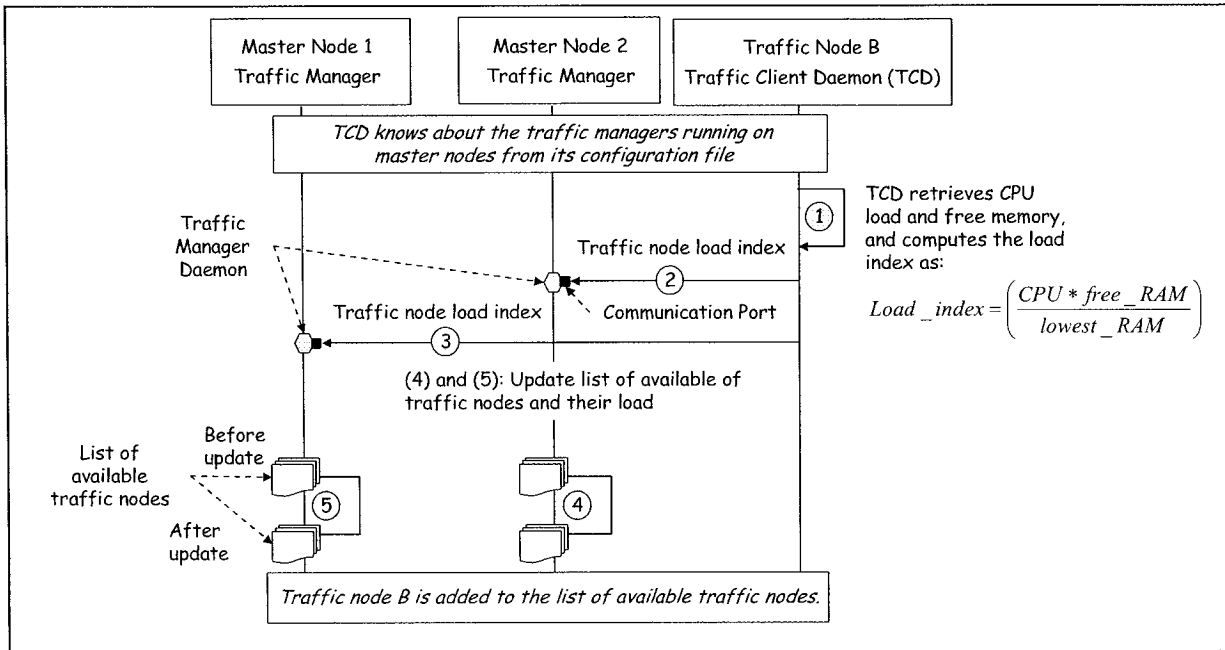 Master Node 1
Traffic Manager
Master Node 2
Traffic Manager
Traffic Node B
Traffic Client Daemon (TCD)
TCD knows about the traffic managers running on
master nodes from its configuration file
1
TCD retrieves CPU
load and free memory,
and computes the load
index as:
Load_index = (CPU * free_RAM / lowest_RAM)
Traffic
Manager
Daemon
Traffic node load index
2
Communication Port
Traffic node load index
3
(4) and (5): Update list of available of
traffic nodes and their load
List of
available
traffic nodes
Before
update
After
update
5
4
Traffic node B is added to the list of available traffic nodes.